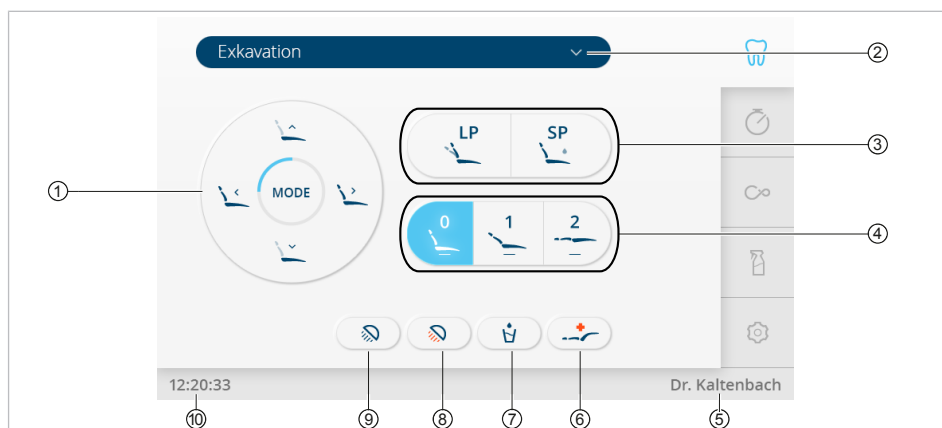 Exkavation
②
LP SP
③
① MODE
0 1 2
④
12:20:33 Dr. Kaltenbach
⑩ ⑨ ⑧ ⑦ ⑥ ⑤